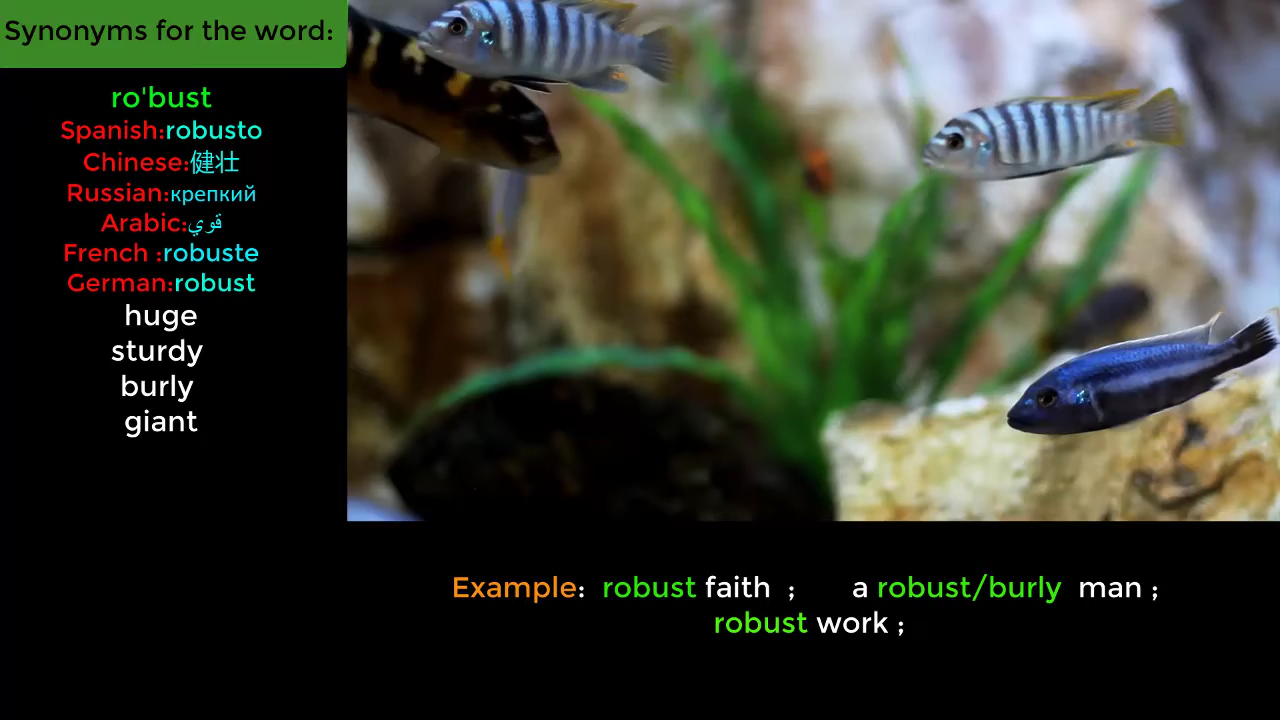 Synonyms for the word:
ro'bust
Spanish:robusto
Chinese:健壮
Russian:крепкий
Arabic:قوي
French :robuste
German:robust
huge
sturdy
burly
giant
Example: robust faith ; a robust/burly man ;
robust work ;